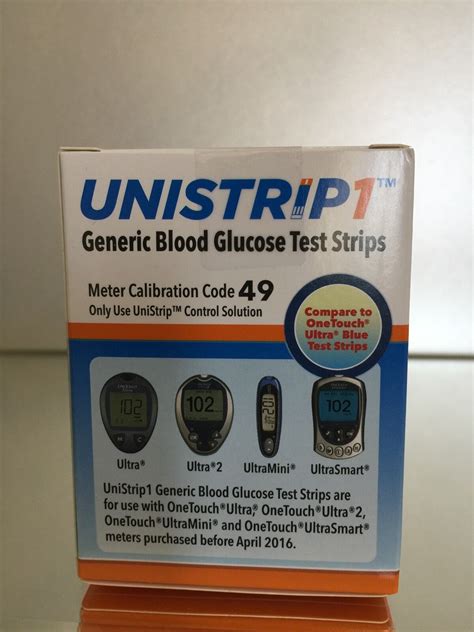 UNISTRIP1™
Generic Blood Glucose Test Strips
Meter Calibration Code 49
Only Use UniStrip™ Control Solution
Compare to
OneTouch®
Ultra® Blue
Test Strips
102
102
102
102
Ultra®
Ultra®2
UltraMini®
UltraSmart®
UniStrip1 Generic Blood Glucose Test Strips are
for use with OneTouch®Ultra®, OneTouch®Ultra®2,
OneTouch®UltraMini® and OneTouch®UltraSmart®
meters purchased before April 2016.